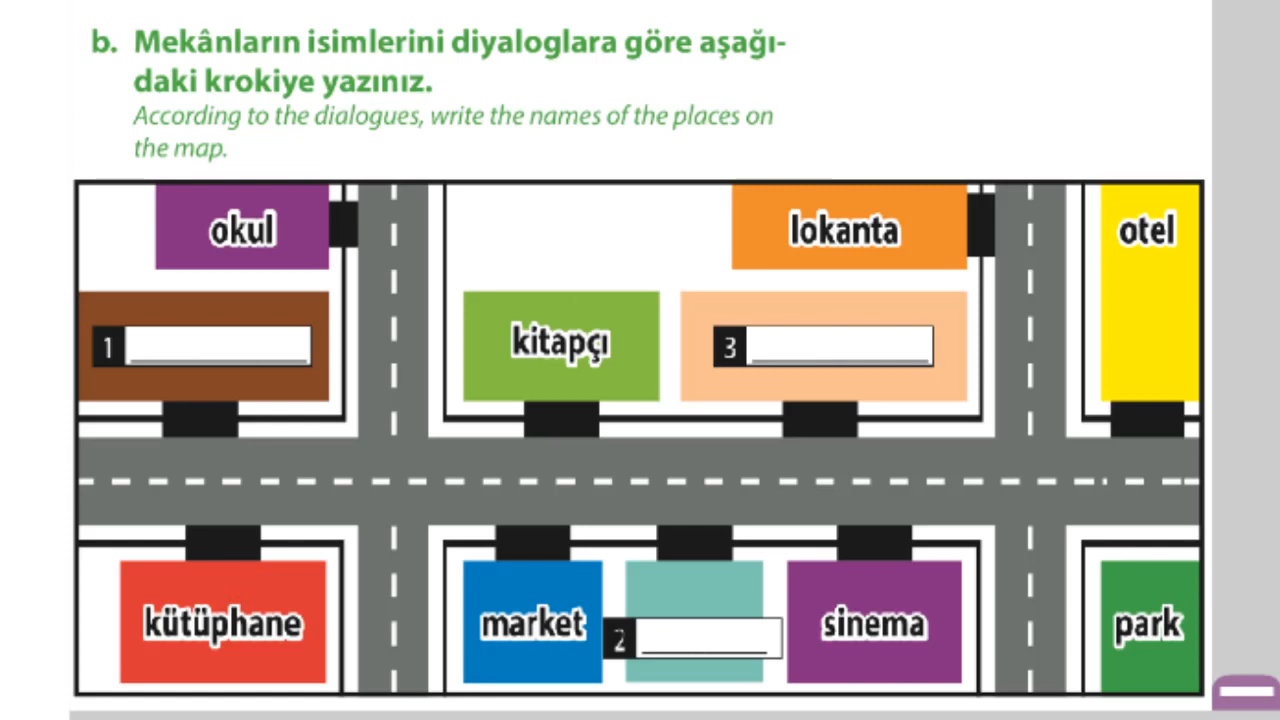 b. Mekânların isimlerini diyaloglara göre aşağı-
daki krokiye yazınız.
According to the dialogues, write the names of the places on
the map.
okul
lokanta
otel
1
kitapçı
3
kütüphane
market
2
sinema
park